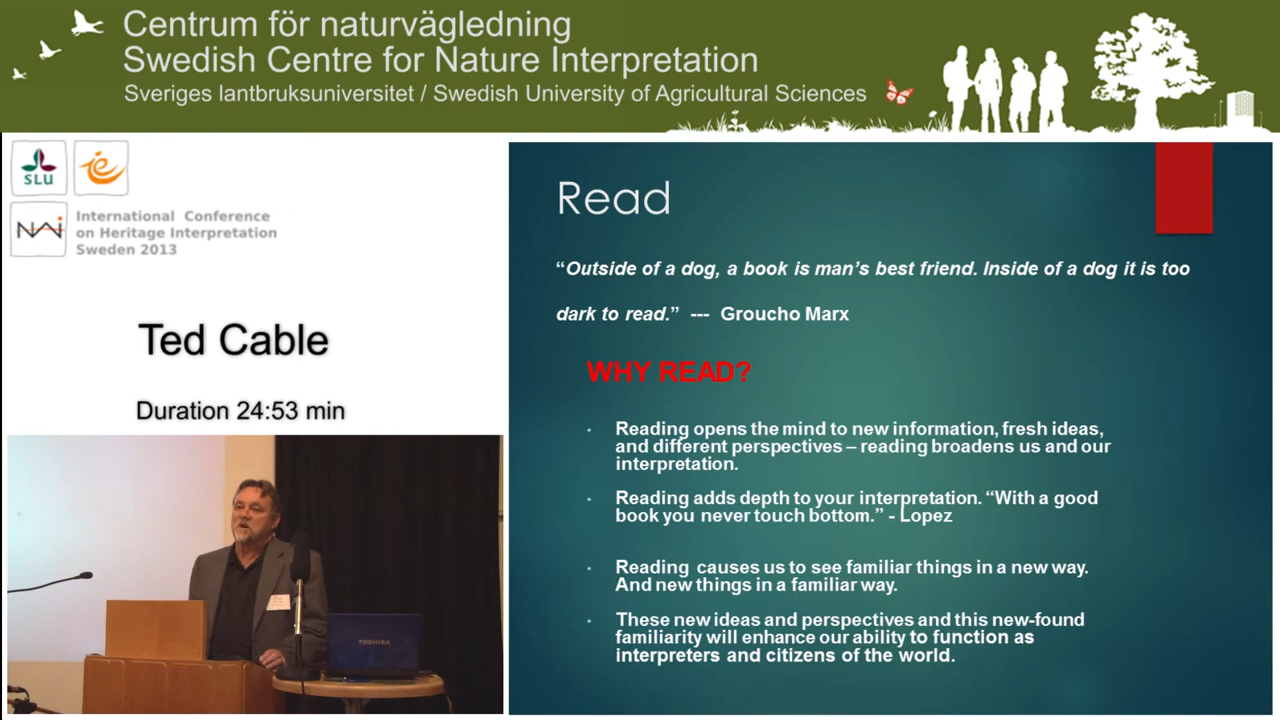 Centrum för naturvägledning
Swedish Centre for Nature Interpretation
Sveriges lantbruksuniversitet / Swedish University of Agricultural Sciences
SLU
ie
NAI
International Conference
on Heritage Interpretation
Sweden 2013
Ted Cable
Duration 24:53 min
TOSHIBA
Read
“Outside of a dog, a book is man’s best friend. Inside of a dog it is too
dark to read.” --- Groucho Marx
WHY READ?
• Reading opens the mind to new information, fresh ideas,
and different perspectives – reading broadens us and our
interpretation.
• Reading adds depth to your interpretation. “With a good
book you never touch bottom.” - Lopez
• Reading causes us to see familiar things in a new way.
And new things in a familiar way.
• These new ideas and perspectives and this new-found
familiarity will enhance our ability to function as
interpreters and citizens of the world.